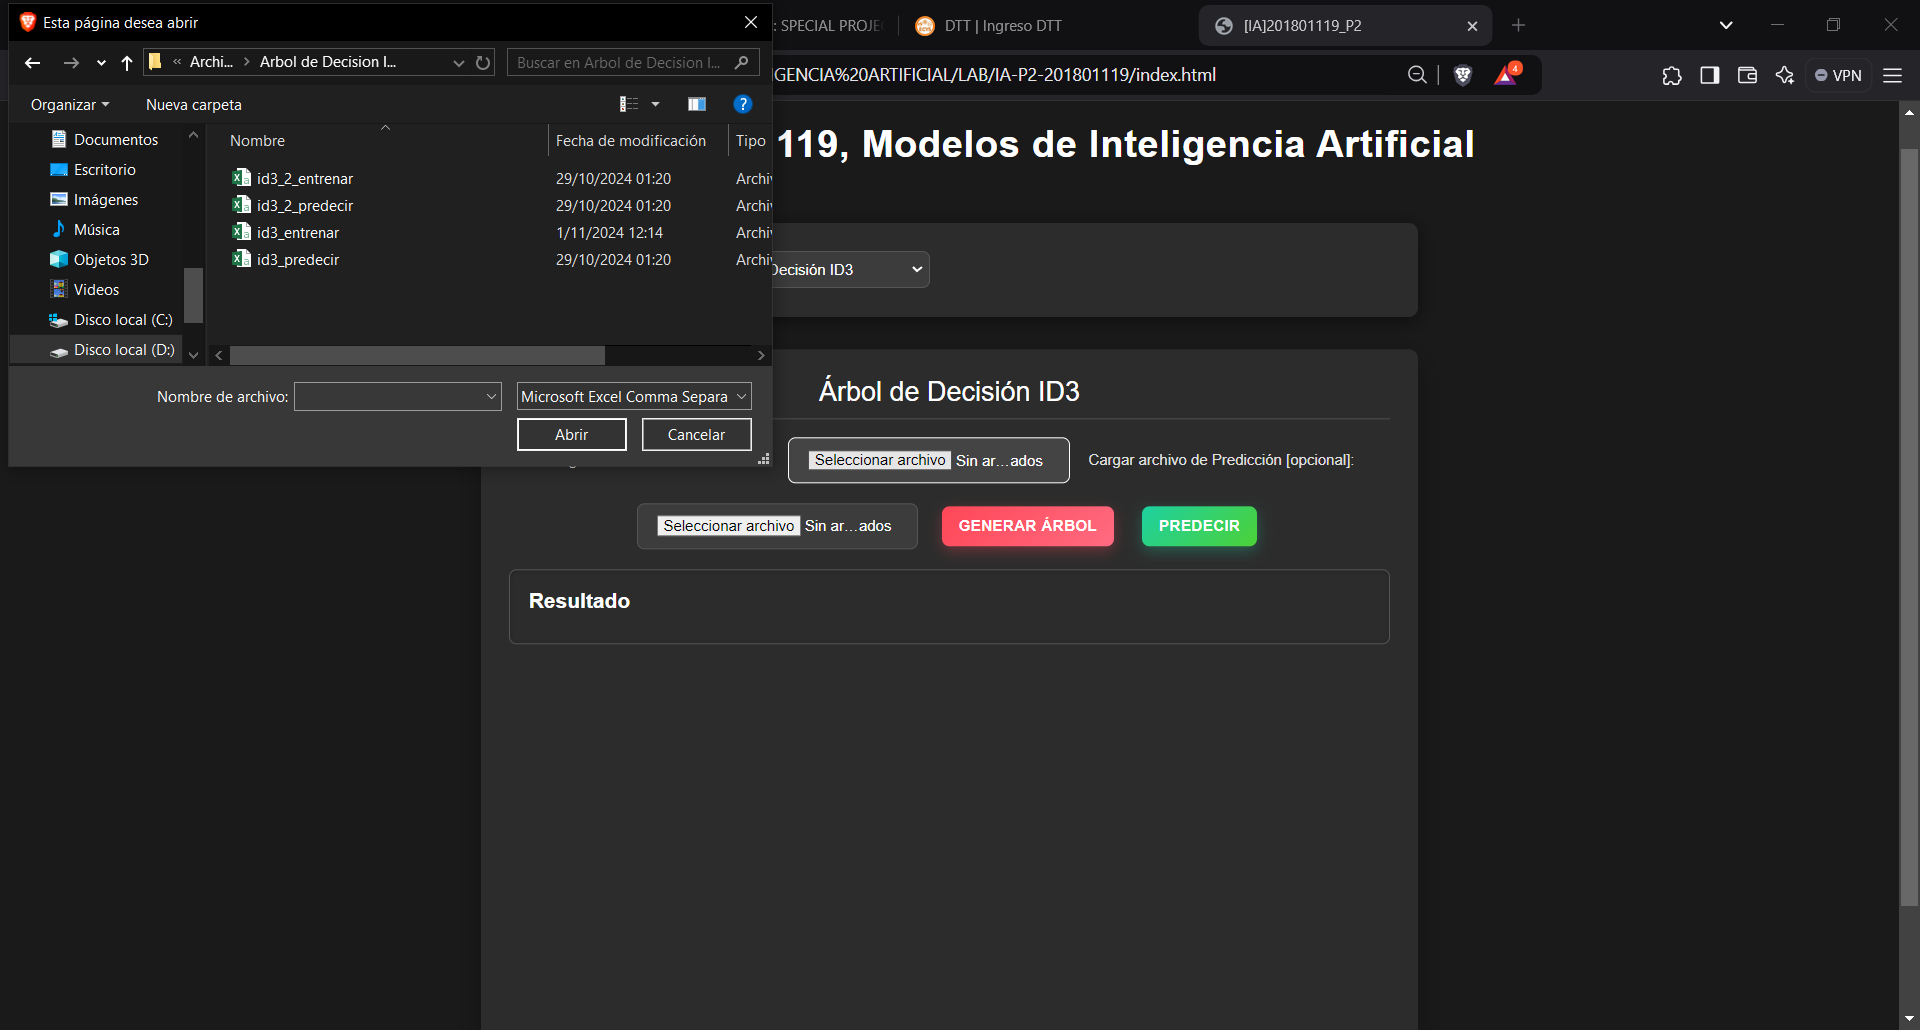 Esta página desea abrir
: SPECIAL PROJE
DTT | Ingreso DTT
[IA]201801119_P2
« Archi... > Arbol de Decision I...
Buscar en Arbol de Decision I...
IGENCIA%20ARTIFICIAL/LAB/IA-P2-201801119/index.html
4
VPN
Organizar
Nueva carpeta
?
Documentos
Escritorio
Imágenes
Música
Objetos 3D
Videos
Disco local (C:)
Disco local (D:)
Nombre
Fecha de modificación
Tipo
id3_2_entrenar
29/10/2024 01:20
Archi
id3_2_predecir
29/10/2024 01:20
Archi
id3_entrenar
1/11/2024 12:14
Archi
id3_predecir
29/10/2024 01:20
Archi
Nombre de archivo:
Microsoft Excel Comma Separa
Abrir
Cancelar
119, Modelos de Inteligencia Artificial
Decisión ID3
Árbol de Decisión ID3
Seleccionar archivo Sin ar...ados
Cargar archivo de Predicción [opcional]:
Seleccionar archivo Sin ar...ados
GENERAR ÁRBOL
PREDECIR
Resultado